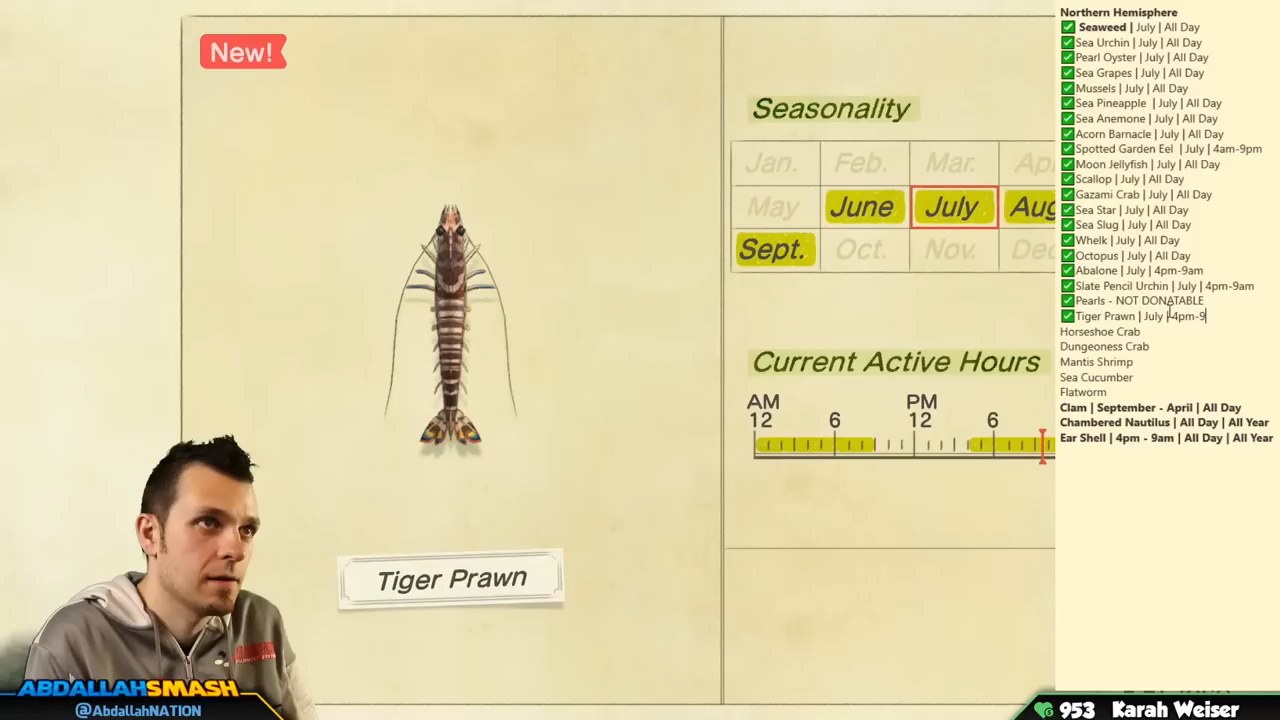 New!
Seasonality
Jan. Feb. Mar. Ap
May June July Aug
Sept. Oct. Nov. De
Current Active Hours
AM PM
12 6 12 6
Tiger Prawn
Northern Hemisphere
✅ Seaweed | July | All Day
✅ Sea Urchin | July | All Day
✅ Pearl Oyster | July | All Day
✅ Sea Grapes | July | All Day
✅ Mussels | July | All Day
✅ Sea Pineapple | July | All Day
✅ Sea Anemone | July | All Day
✅ Acorn Barnacle | July | All Day
✅ Spotted Garden Eel | July | 4am-9pm
✅ Moon Jellyfish | July | All Day
✅ Scallop | July | All Day
✅ Gazami Crab | July | All Day
✅ Sea Star | July | All Day
✅ Sea Slug | July | All Day
✅ Whelk | July | All Day
✅ Octopus | July | All Day
✅ Abalone | July | 4pm-9am
✅ Slate Pencil Urchin | July | 4pm-9am
✅ Pearls - NOT DONATABLE
✅ Tiger Prawn | July | 4pm-9
Horseshoe Crab
Dungeoness Crab
Mantis Shrimp
Sea Cucumber
Flatworm
Clam | September - April | All Day
Chambered Nautilus | All Day | All Year
Ear Shell | 4pm - 9am | All Day | All Year
ABDALLAHSMASH
@AbdallahNATION
953 Karah Weiser